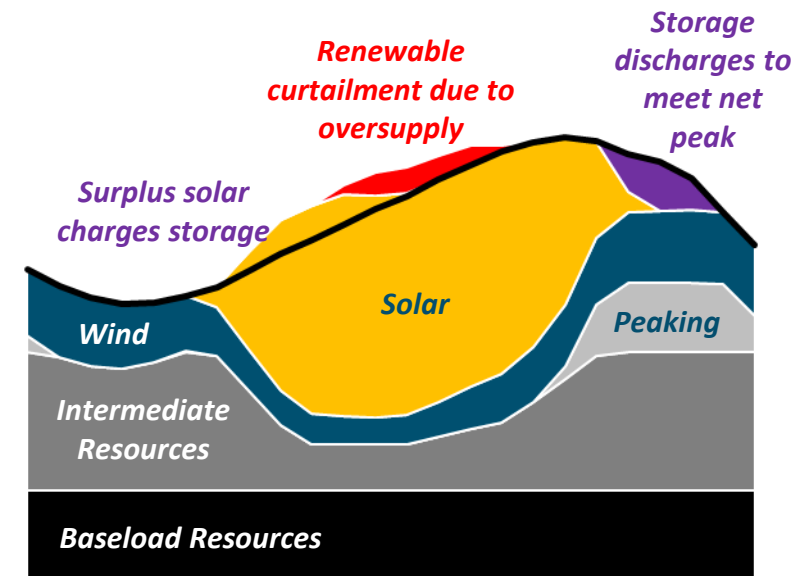 Storage
discharges to
meet net
peak
Renewable
curtailment due to
oversupply
Surplus solar
charges storage
Solar
Peaking
Wind
Intermediate
Resources
Baseload Resources